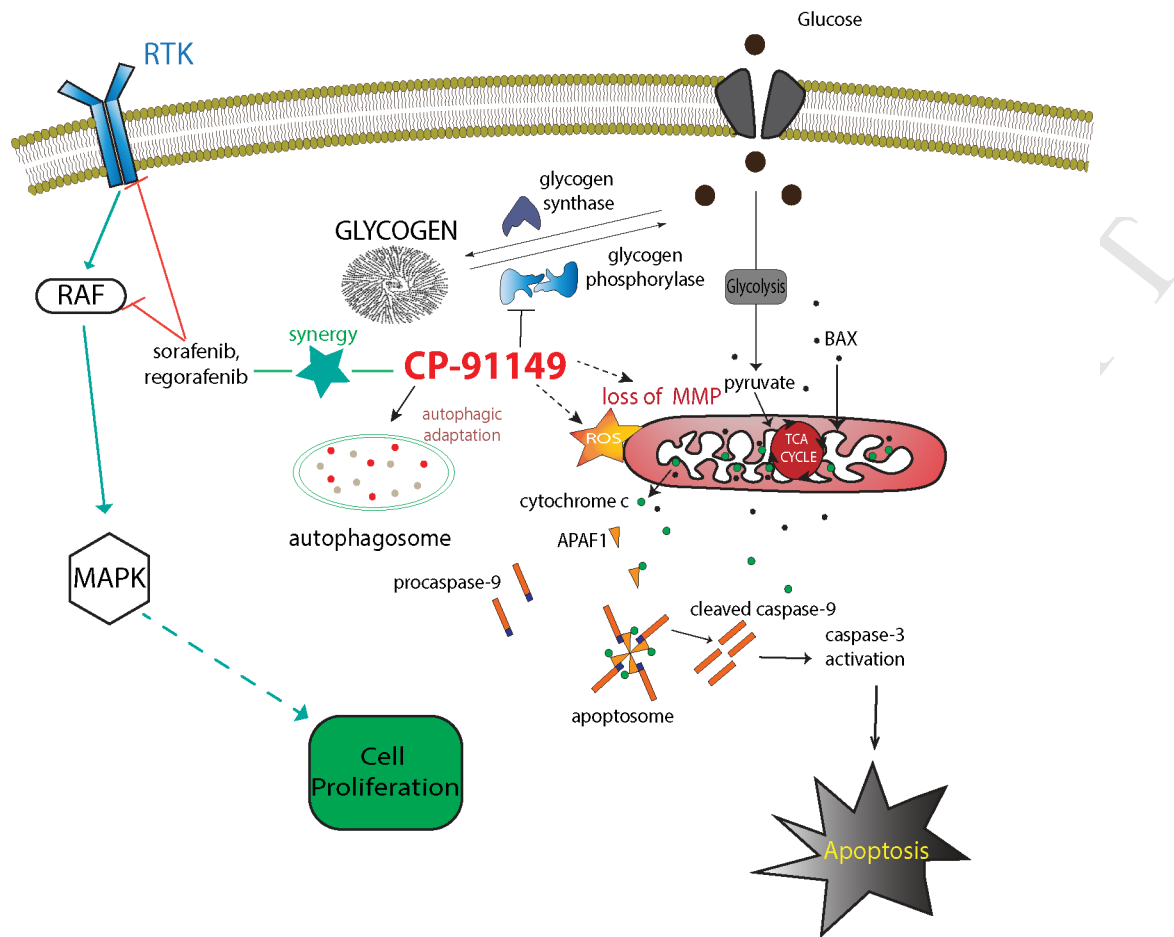 Glucose
RTK
glycogen
synthase
GLYCOGEN
glycogen
phosphorylase
RAF
Glycolysis
synergy
BAX
sorafenib,
regorafenib
CP-91149
pyruvate
loss of MMP
autophagic
adaptation
ROS
TCA
CYCLE
cytochrome c
autophagosome
APAF1
MAPK
procaspase-9
cleaved caspase-9
caspase-3
activation
apoptosome
Cell
Proliferation
Apoptosis